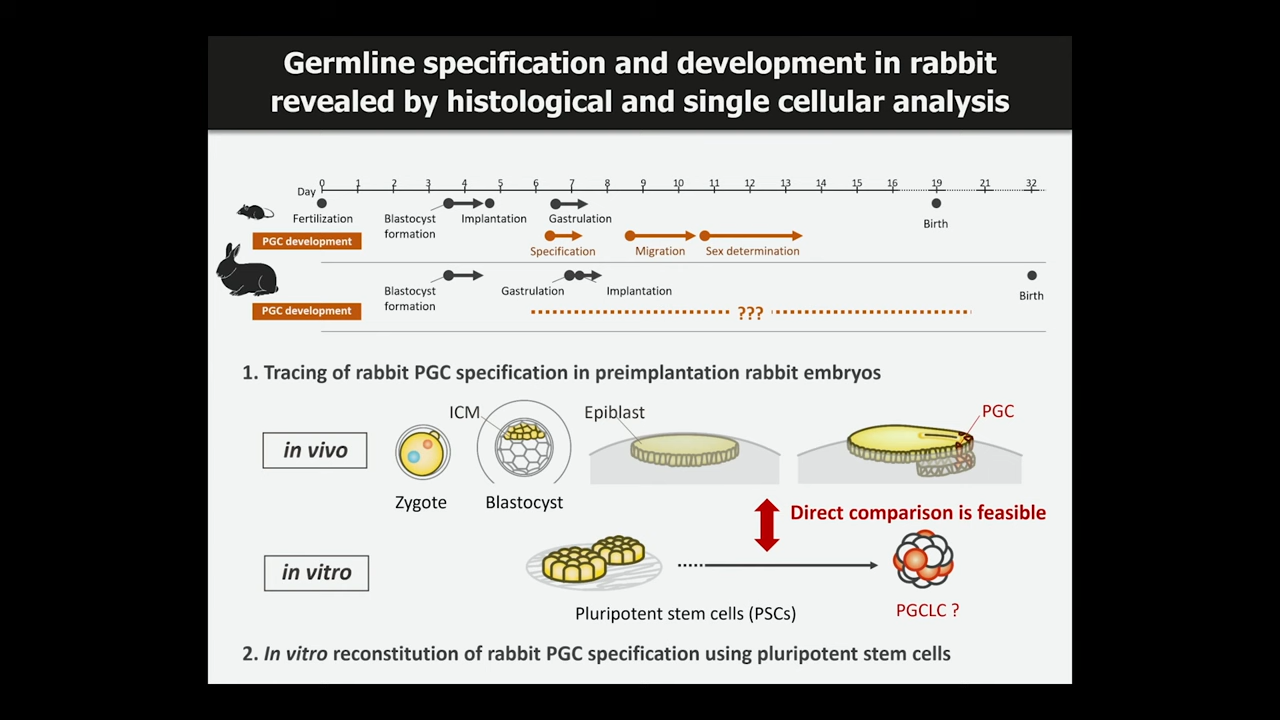 Germline specification and development in rabbit
revealed by histological and single cellular analysis
Day 0 1 2 3 4 5 6 7 8 9 10 11 12 13 14 15 16 19 21 32
Fertilization
Blastocyst
formation
Implantation
Gastrulation
Birth
PGC development
Specification
Migration
Sex determination
Blastocyst
formation
Gastrulation
Implantation
Birth
PGC development
???
1. Tracing of rabbit PGC specification in preimplantation rabbit embryos
ICM
Epiblast
PGC
in vivo
Zygote
Blastocyst
Direct comparison is feasible
in vitro
Pluripotent stem cells (PSCs)
PGCLC ?
2. In vitro reconstitution of rabbit PGC specification using pluripotent stem cells